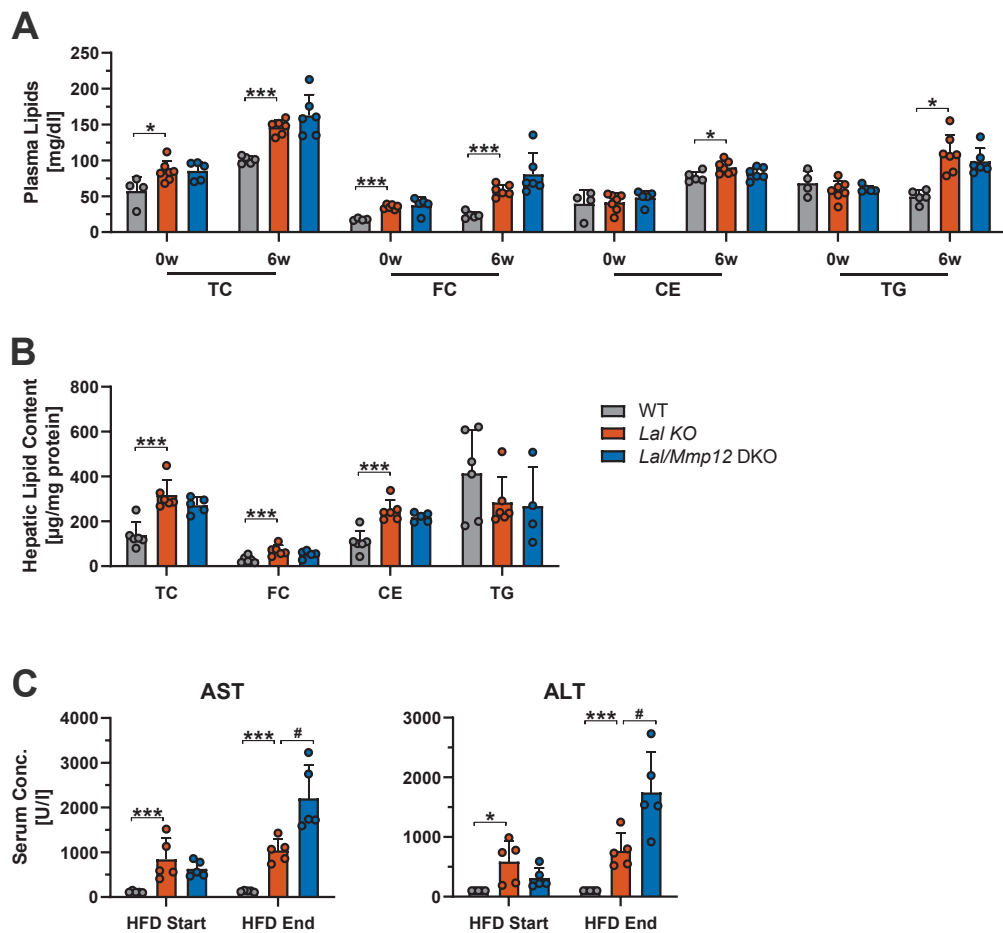 A
Plasma Lipids
[mg/dl]
250
200
150
100
50
0
*
***
***
***
*
*
0w
6w
0w
6w
0w
6w
0w
6w
TC
FC
CE
TG
B
Hepatic Lipid Content
[µg/mg protein]
800
600
400
200
0
***
***
***
TC
FC
CE
TG
WT
Lal KO
Lal/Mmp12 DKO
C
AST
Serum Conc.
[U/l]
4000
3000
2000
1000
0
***
***
#
HFD Start
HFD End
ALT
3000
2000
1000
0
*
***
#
HFD Start
HFD End